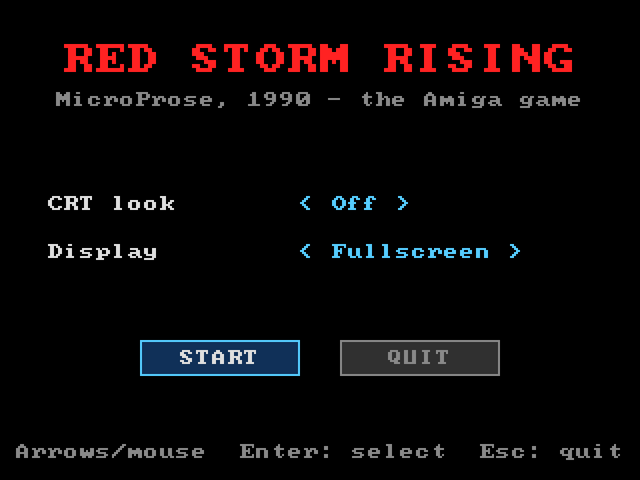 RED STORM RISING
MicroProse, 1990 - the Amiga game
CRT look < Off >
Display < Fullscreen >
START QUIT
Arrows/mouse Enter: select Esc: quit